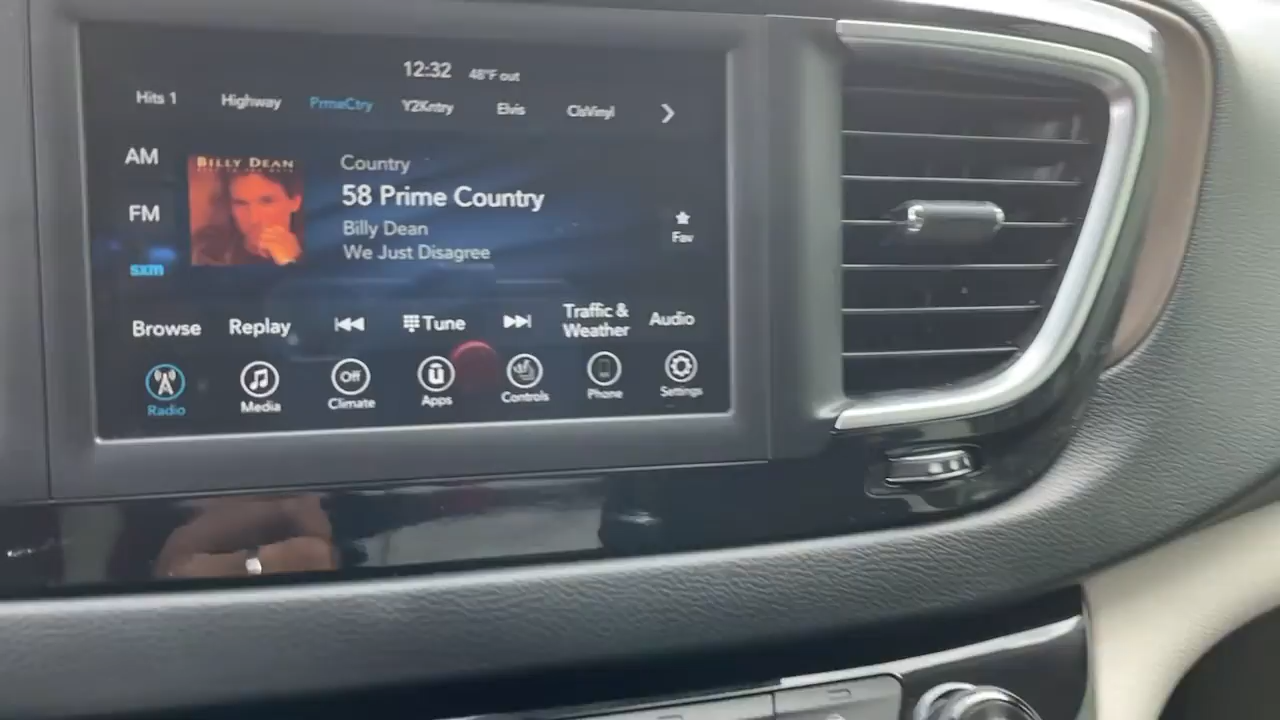 12:32 48°F out
Hits 1 Highway PrmeCtry Y2Kntry Elvis ClsVinyl
AM
BILLY DEAN
Country
58 Prime Country
FM
Billy Dean
We Just Disagree
Fav
sxm
Browse Replay Tune Traffic & Weather Audio
Off
Radio Media Climate Apps Controls Phone Settings